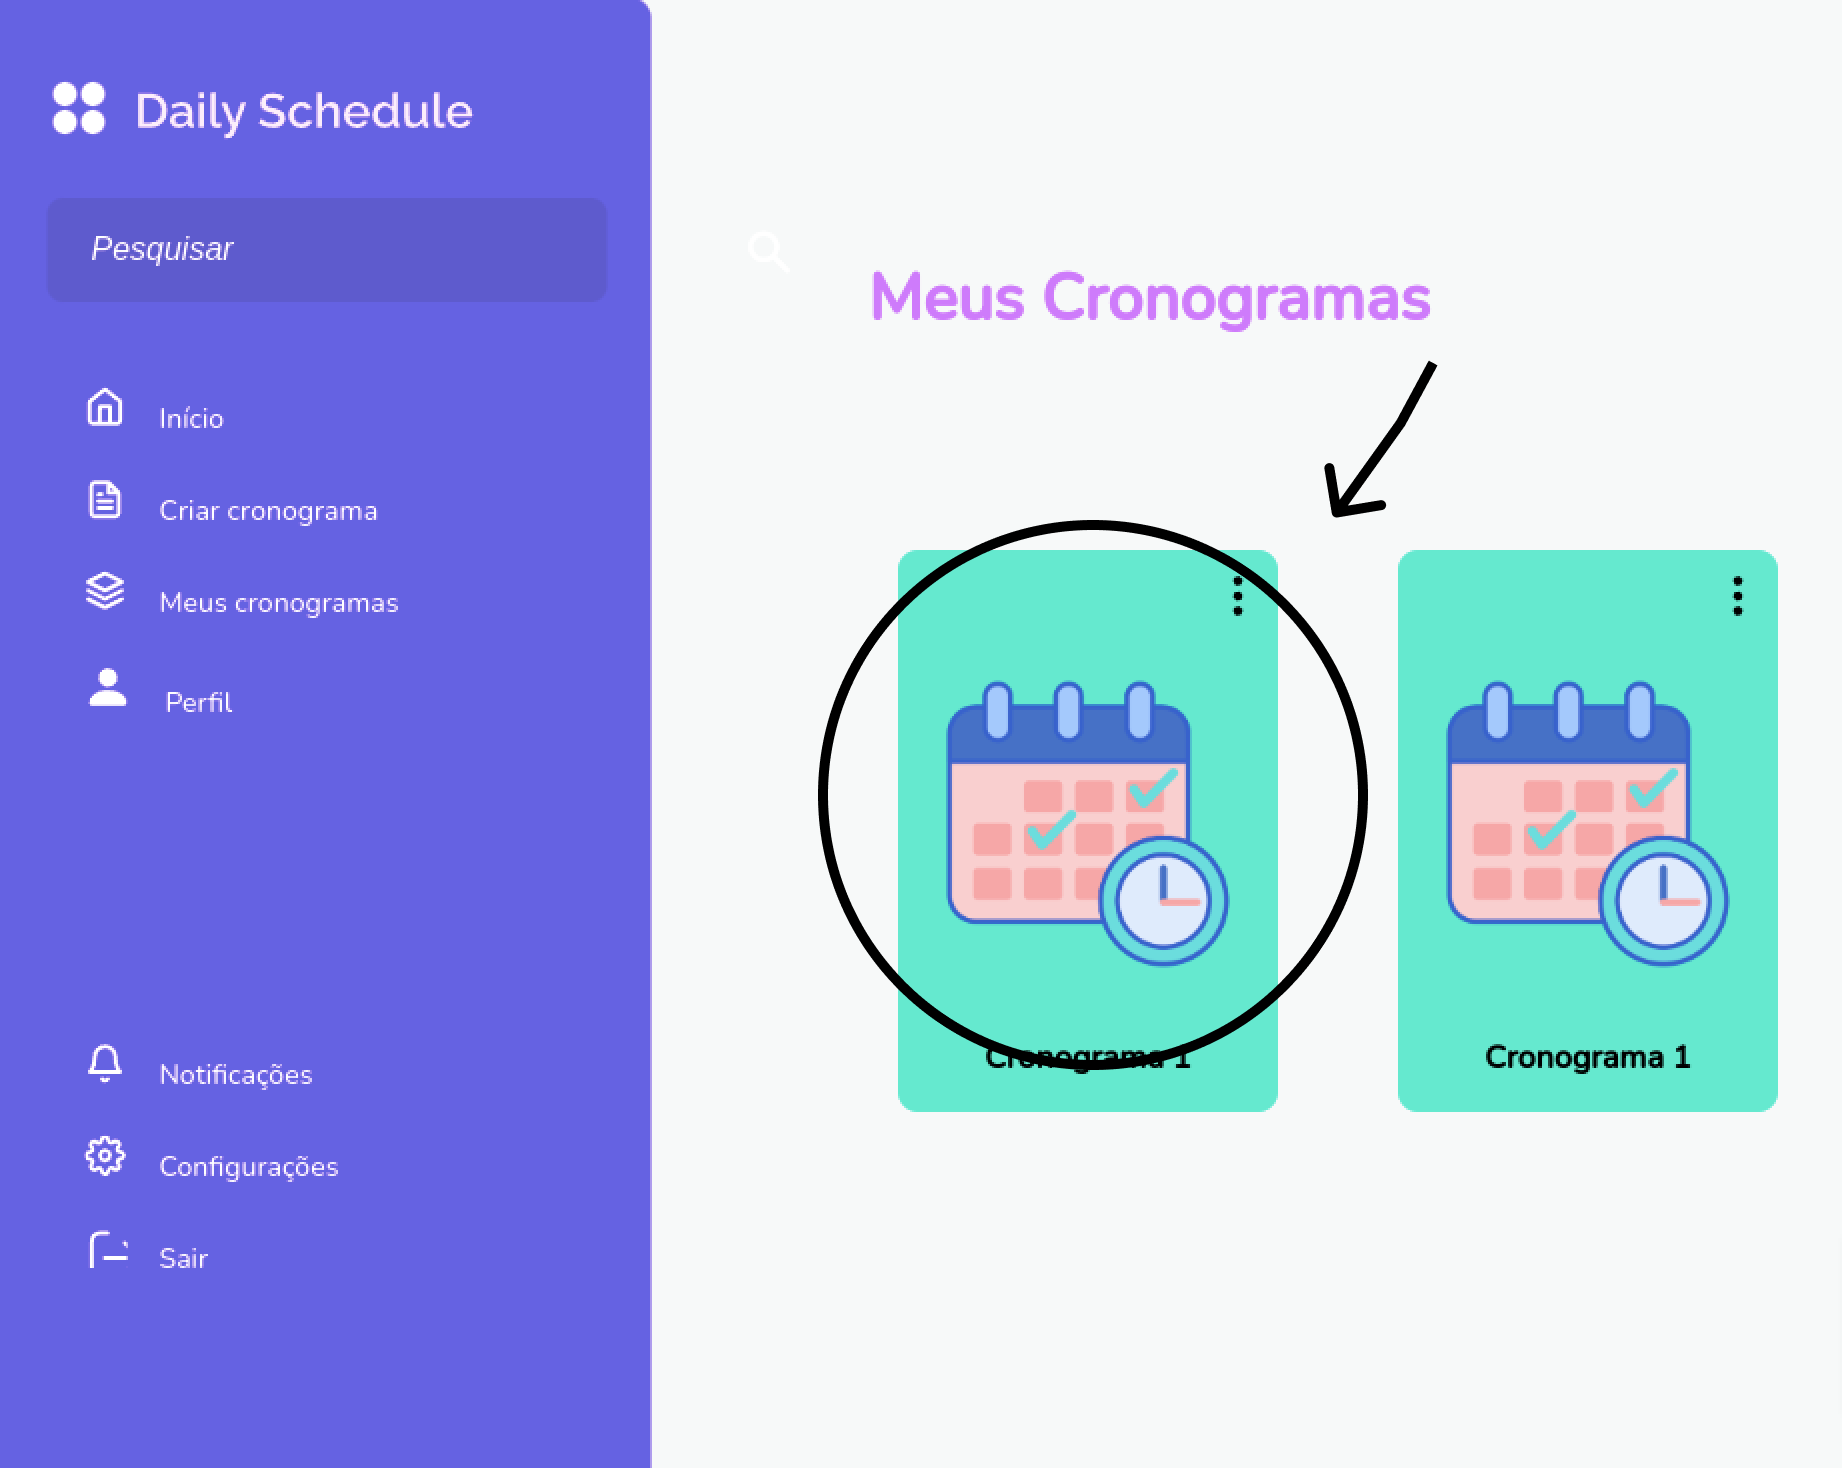 Daily Schedule
Pesquisar
Início
Criar cronograma
Meus cronogramas
Perfil
Notificações
Configurações
Sair
Meus Cronogramas
Cronograma 1
Cronograma 1